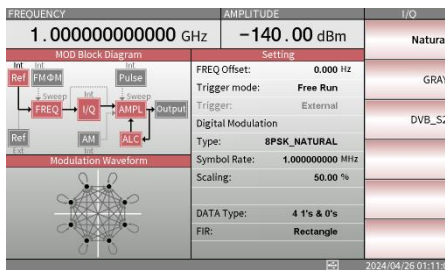 FREQUENCY
AMPLITUDE
I/Q
1.000000000000 GHz
-140.00 dBm
MOD Block Diagram
Setting
Int Int Int
Ref FMΦM Pulse
Sweep Int Sweep
FREQ I/Q AMPL Output
Ref AM ALC
Ext Int
Modulation Waveform
FREQ Offset: 0.000 Hz
Trigger mode: Free Run
Trigger: External
Digital Modulation
Type: 8PSK_NATURAL
Symbol Rate: 1.000000000 MHz
Scaling: 50.00 %
DATA Type: 4 1's & 0's
FIR: Rectangle
Natura
GRAY
DVB_S2
2024/04/26 01:11: